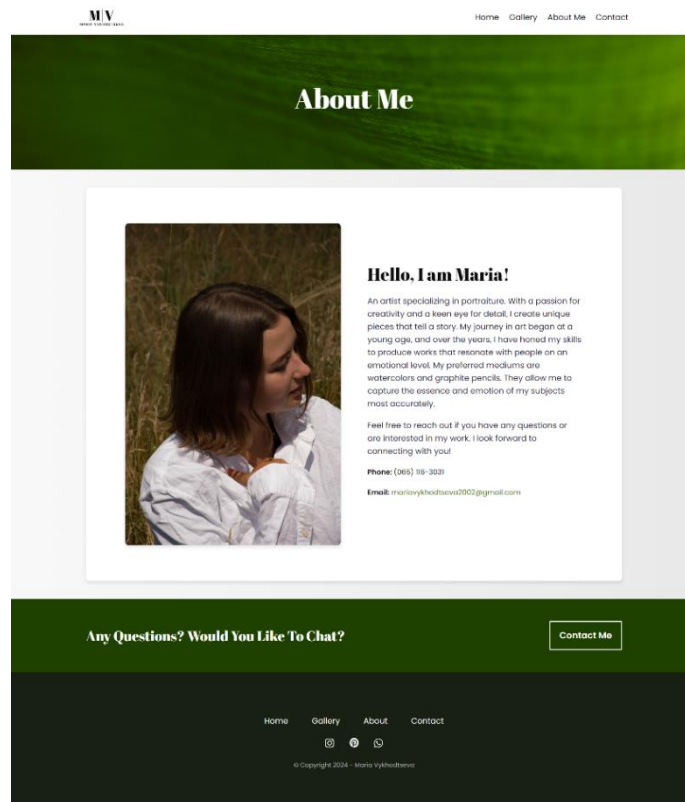 M|V
Home Gallery About Me Contact
About Me
Hello, I am Maria!
An artist specializing in portraiture. With a passion for
creativity and a keen eye for detail, I create unique
pieces that tell a story. My journey in art began at a
young age, and over the years, I have honed my skills
to produce works that resonate with people on an
emotional level. My preferred mediums are
watercolors and graphite pencils. They allow me to
capture the essence and emotion of my subjects
most accurately.
Feel free to reach out if you have any questions or
are interested in my work. I look forward to
connecting with you!
Phone: (065) 115-3031
Email: mariavykhodtseva2002@gmail.com
Any Questions? Would You Like To Chat?
Contact Me
Home Gallery About Contact
© Copyright 2024 - Maria Vykhodtseva